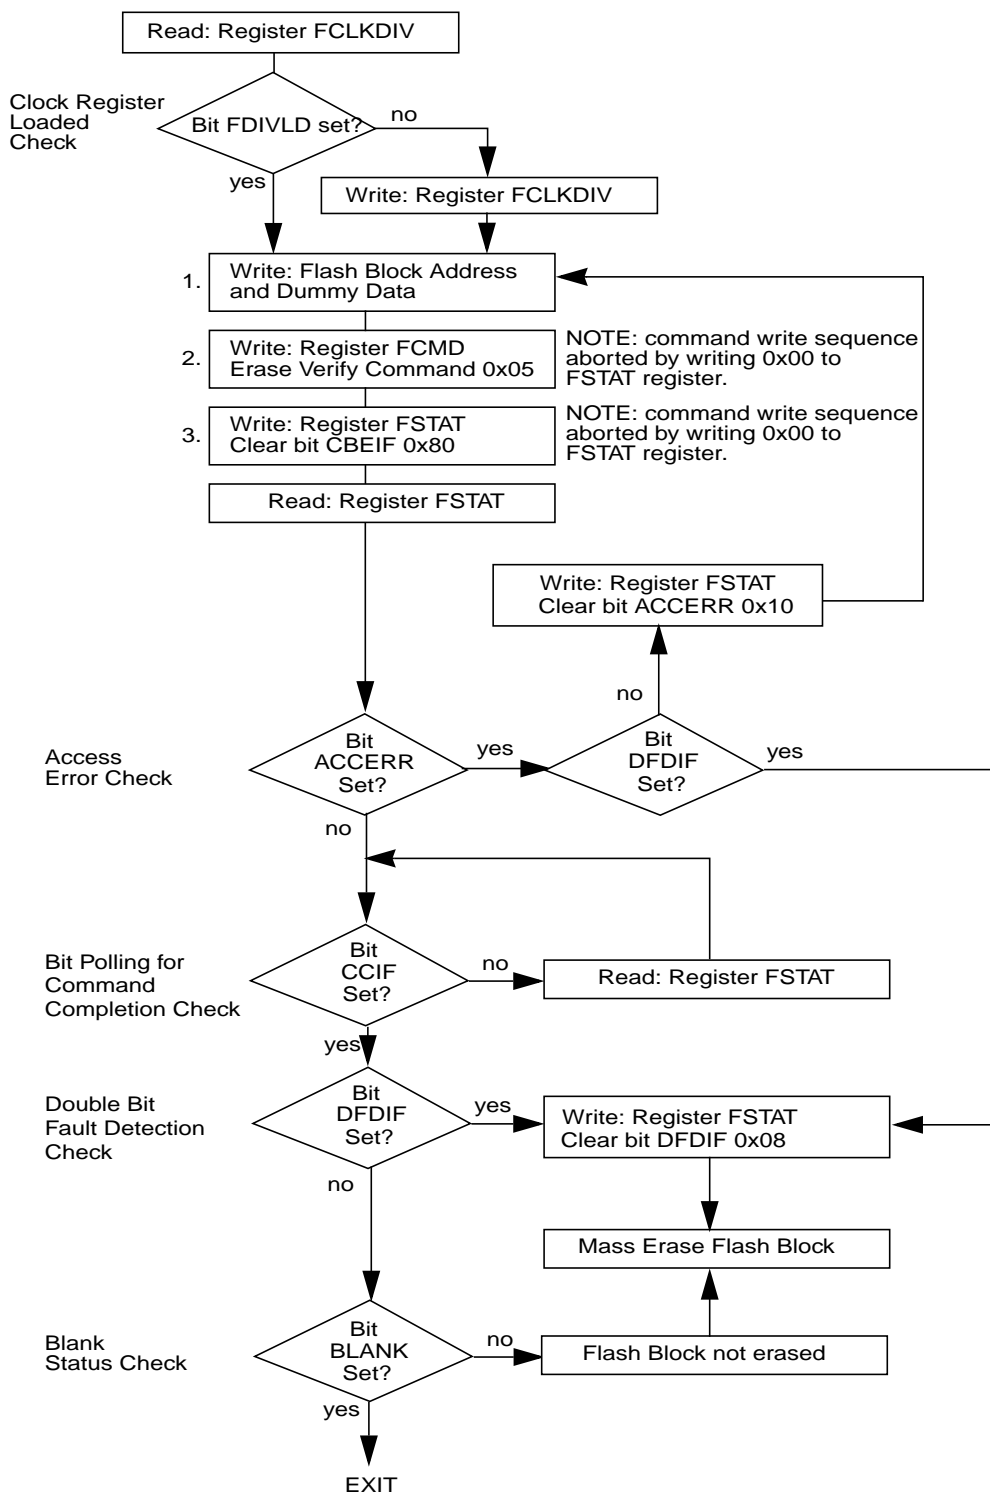 Read: Register FCLKDIV
Clock Register
Loaded
Check
Bit FDIVLD set?
no
yes
Write: Register FCLKDIV
1.
Write: Flash Block Address
and Dummy Data
2.
Write: Register FCMD
Erase Verify Command 0x05
NOTE: command write sequence
aborted by writing 0x00 to
FSTAT register.
3.
Write: Register FSTAT
Clear bit CBEIF 0x80
NOTE: command write sequence
aborted by writing 0x00 to
FSTAT register.
Read: Register FSTAT
Write: Register FSTAT
Clear bit ACCERR 0x10
no
Access
Error Check
Bit
ACCERR
Set?
yes
Bit
DFDIF
Set?
yes
no
Bit Polling for
Command
Completion Check
Bit
CCIF
Set?
no
Read: Register FSTAT
yes
Double Bit
Fault Detection
Check
Bit
DFDIF
Set?
yes
Write: Register FSTAT
Clear bit DFDIF 0x08
no
Mass Erase Flash Block
Blank
Status Check
Bit
BLANK
Set?
no
Flash Block not erased
yes
EXIT